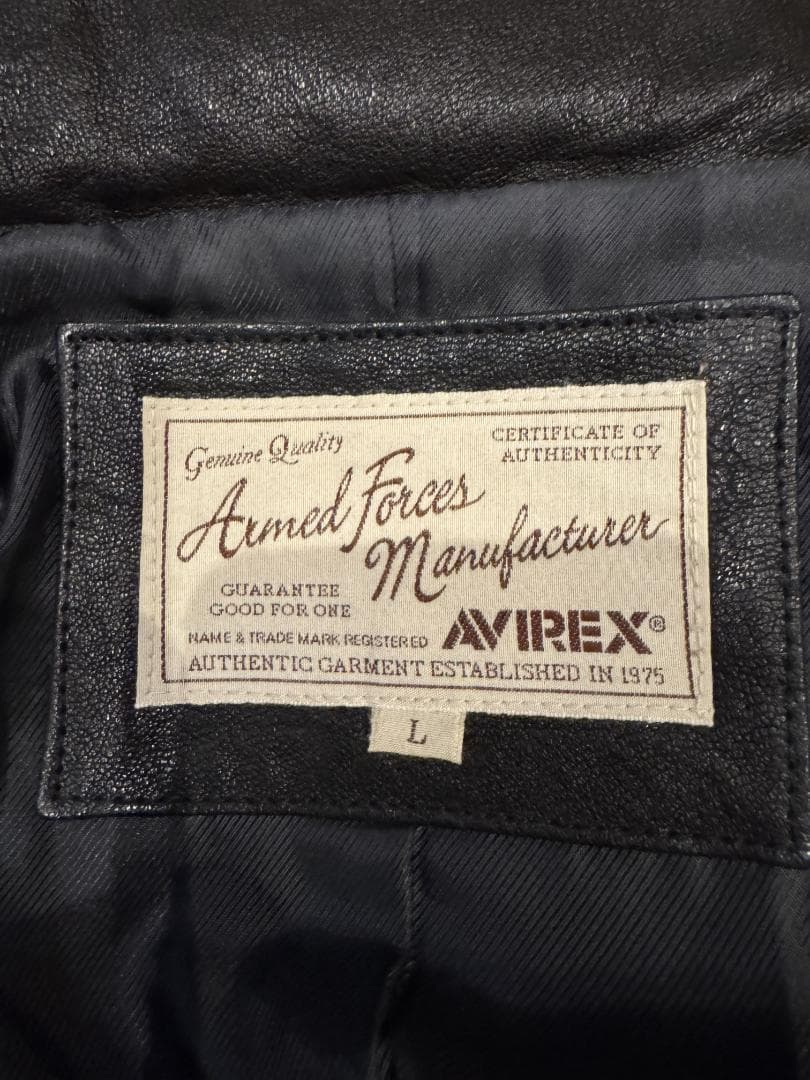 Genuine Quality
CERTIFICATE OF
AUTHENTICITY
Armed Forces
Manufacturer
GUARANTEE
GOOD FOR ONE
NAME & TRADE MARK REGISTERED
AVIREX®
AUTHENTIC GARMENT ESTABLISHED IN 1975
L